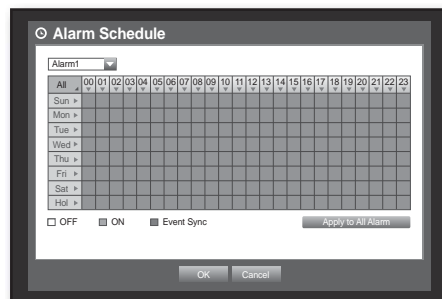 Alarm Schedule
Alarm1
All 00 01 02 03 04 05 06 07 08 09 10 11 12 13 14 15 16 17 18 19 20 21 22 23
Sun
Mon
Tue
Wed
Thu
Fri
Sat
Hol
OFF ON Event Sync Apply to All Alarm
OK Cancel